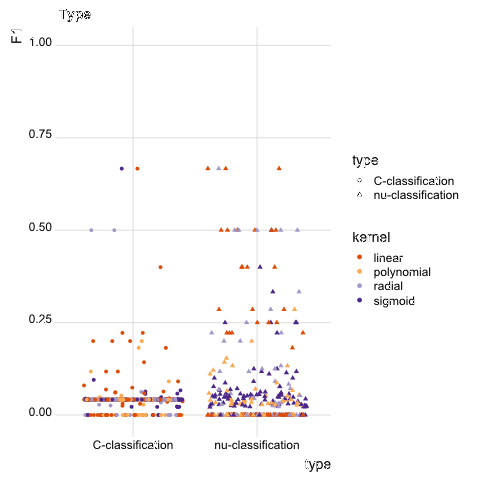 Type
F1
1.00
0.75
0.50
0.25
0.00
C-classification
nu-classification
type
type
C-classification
nu-classification
kernel
linear
polynomial
radial
sigmoid